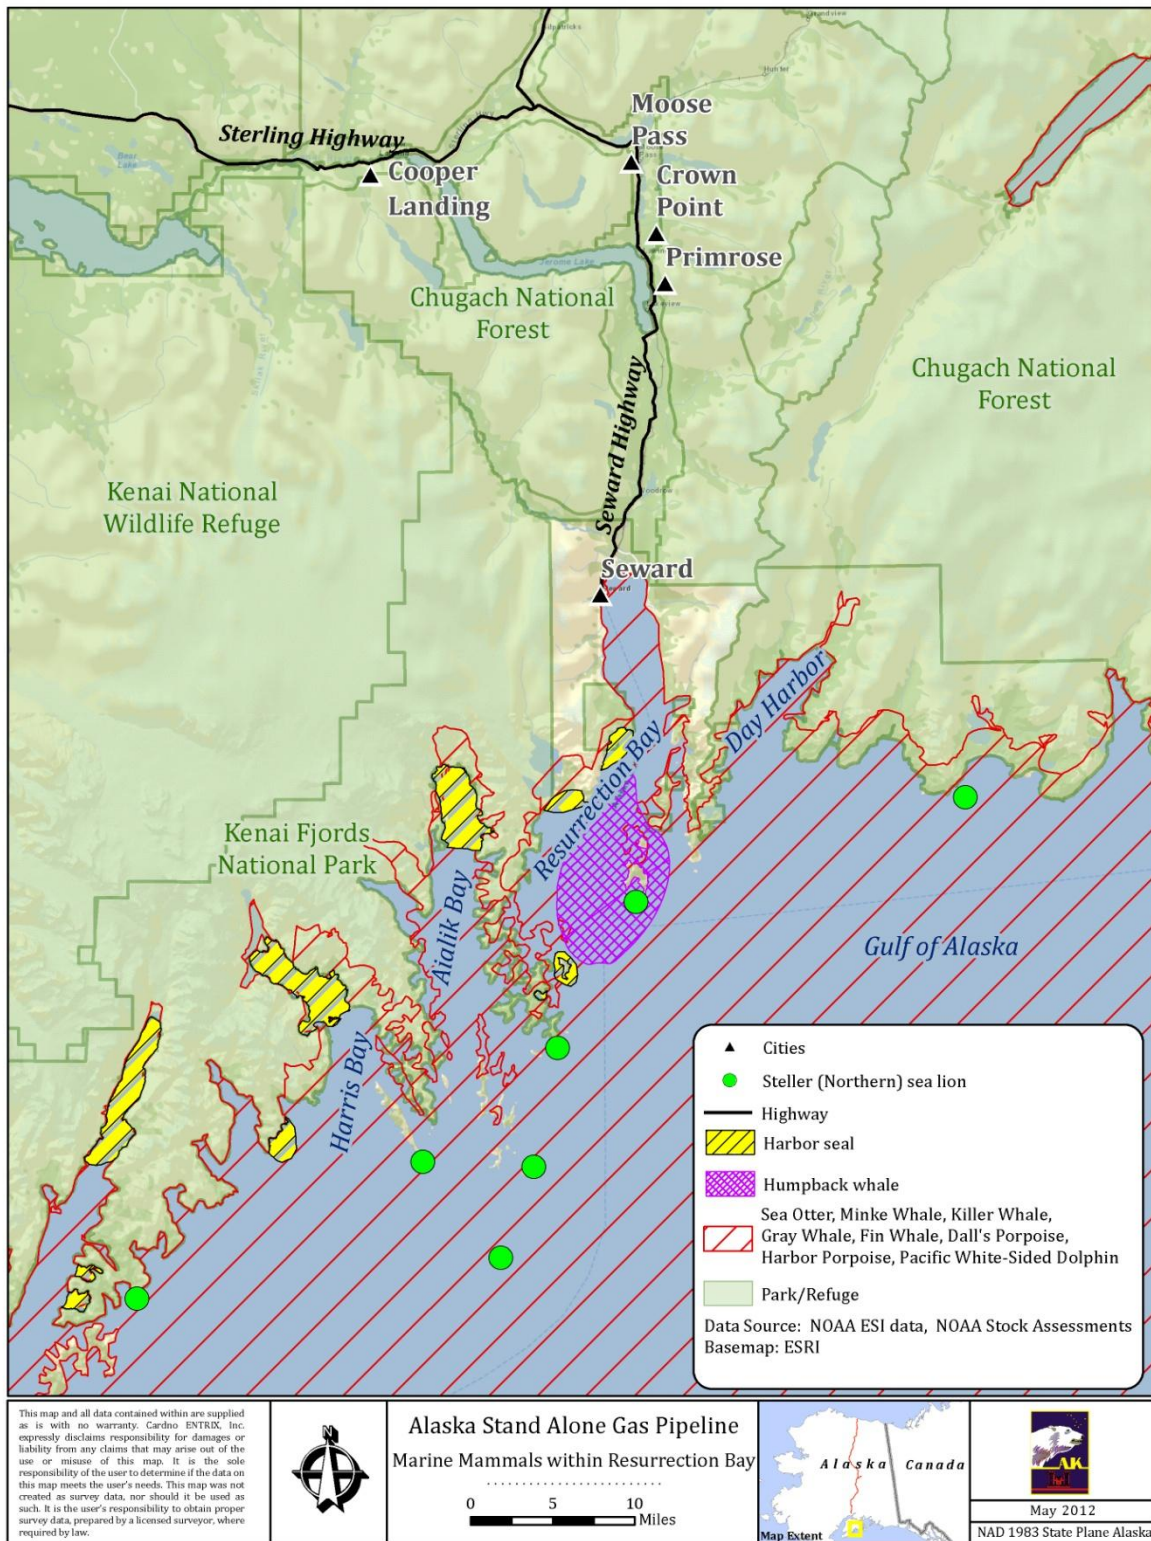 Sterling Highway
Cooper
Landing
Moose
Pass
Crown
Point
Primrose
Jerome Lake
Bear
Lake
Chugach National
Forest
Chugach National
Forest
Seward Highway
Kenai National
Wildlife Refuge
Seward
Day Harbor
Resurrection Bay
Kenai Fjords
National Park
Aialik Bay
Harris Bay
Gulf of Alaska
Cities
Steller (Northern) sea lion
Highway
Harbor seal
Humpback whale
Sea Otter, Minke Whale, Killer Whale,
Gray Whale, Fin Whale, Dall's Porpoise,
Harbor Porpoise, Pacific White-Sided Dolphin
Park/Refuge
Data Source: NOAA ESI data, NOAA Stock Assessments
Basemap: ESRI
This map and all data contained within are supplied
as is with no warranty. Cardno ENTRIX, Inc.
expressly disclaims responsibility for damages or
liability from any claims that may arise out of the
use or misuse of this map. It is the sole
responsibility of the user to determine if the data on
this map meets the user's needs. This map was not
created as survey data, nor should it be used as
such. It is the user's responsibility to obtain proper
survey data, prepared by a licensed surveyor, where
required by law.
Alaska Stand Alone Gas Pipeline
Marine Mammals within Resurrection Bay
0 5 10
Miles
Alaska Canada
Map Extent
AK
May 2012
NAD 1983 State Plane Alaska